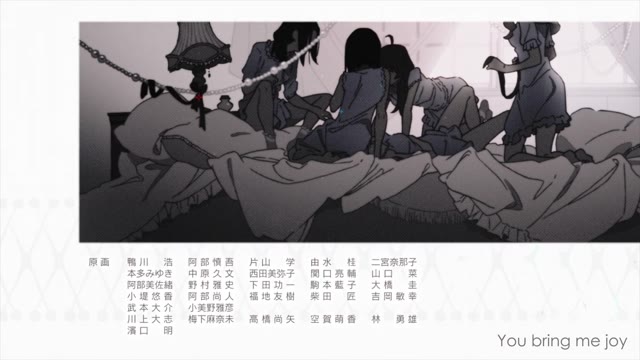 原画 鴨川 浩 阿部慎吾 片山 学 由水 桂 二宮奈那子
本多みゆき 中原久文 西田美弥子 関口亮輔 山口 菜
阿部美佐緒 野村雅史 下田功一 駒本藍子 大橋 圭
小堤悠香 阿部尚人 福地友樹 柴田 匠 吉岡敏幸
武本大介 小美野雅彦
川上大志 梅下麻奈未 高橋尚矢 空賀萌香 林 勇雄
濱口 明
You bring me joy